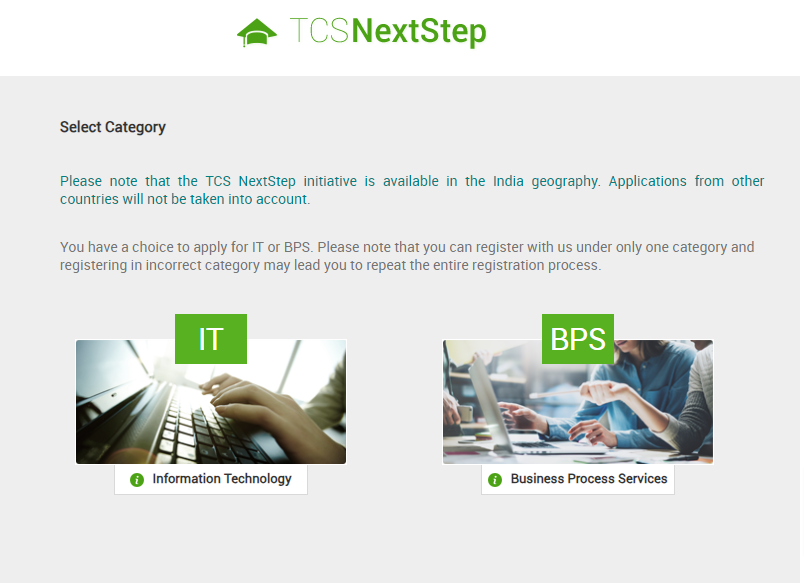 TCSNextStep
Select Category
Please note that the TCS NextStep initiative is available in the India geography. Applications from other
countries will not be taken into account.
You have a choice to apply for IT or BPS. Please note that you can register with us under only one category and
registering in incorrect category may lead you to repeat the entire registration process.
IT
BPS
i Information Technology
i Business Process Services